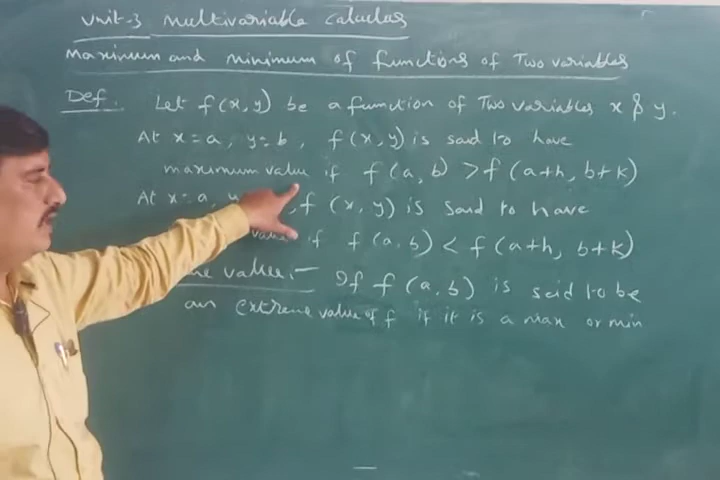 Unit-3 Multivariable Calculus
Maximum and minimum of functions of Two variables
Def. Let f(x,y) be a function of Two variables x & y.
At x=a, y=b, f(x,y) is said to have
maximum value if f(a,b) > f(a+h, b+k)
At x=a, f(x,y) is said to have
value if f(a,b) < f(a+h, b+k)
value:- If f(a,b) is said to be
an extreme value of f if it is a max or min